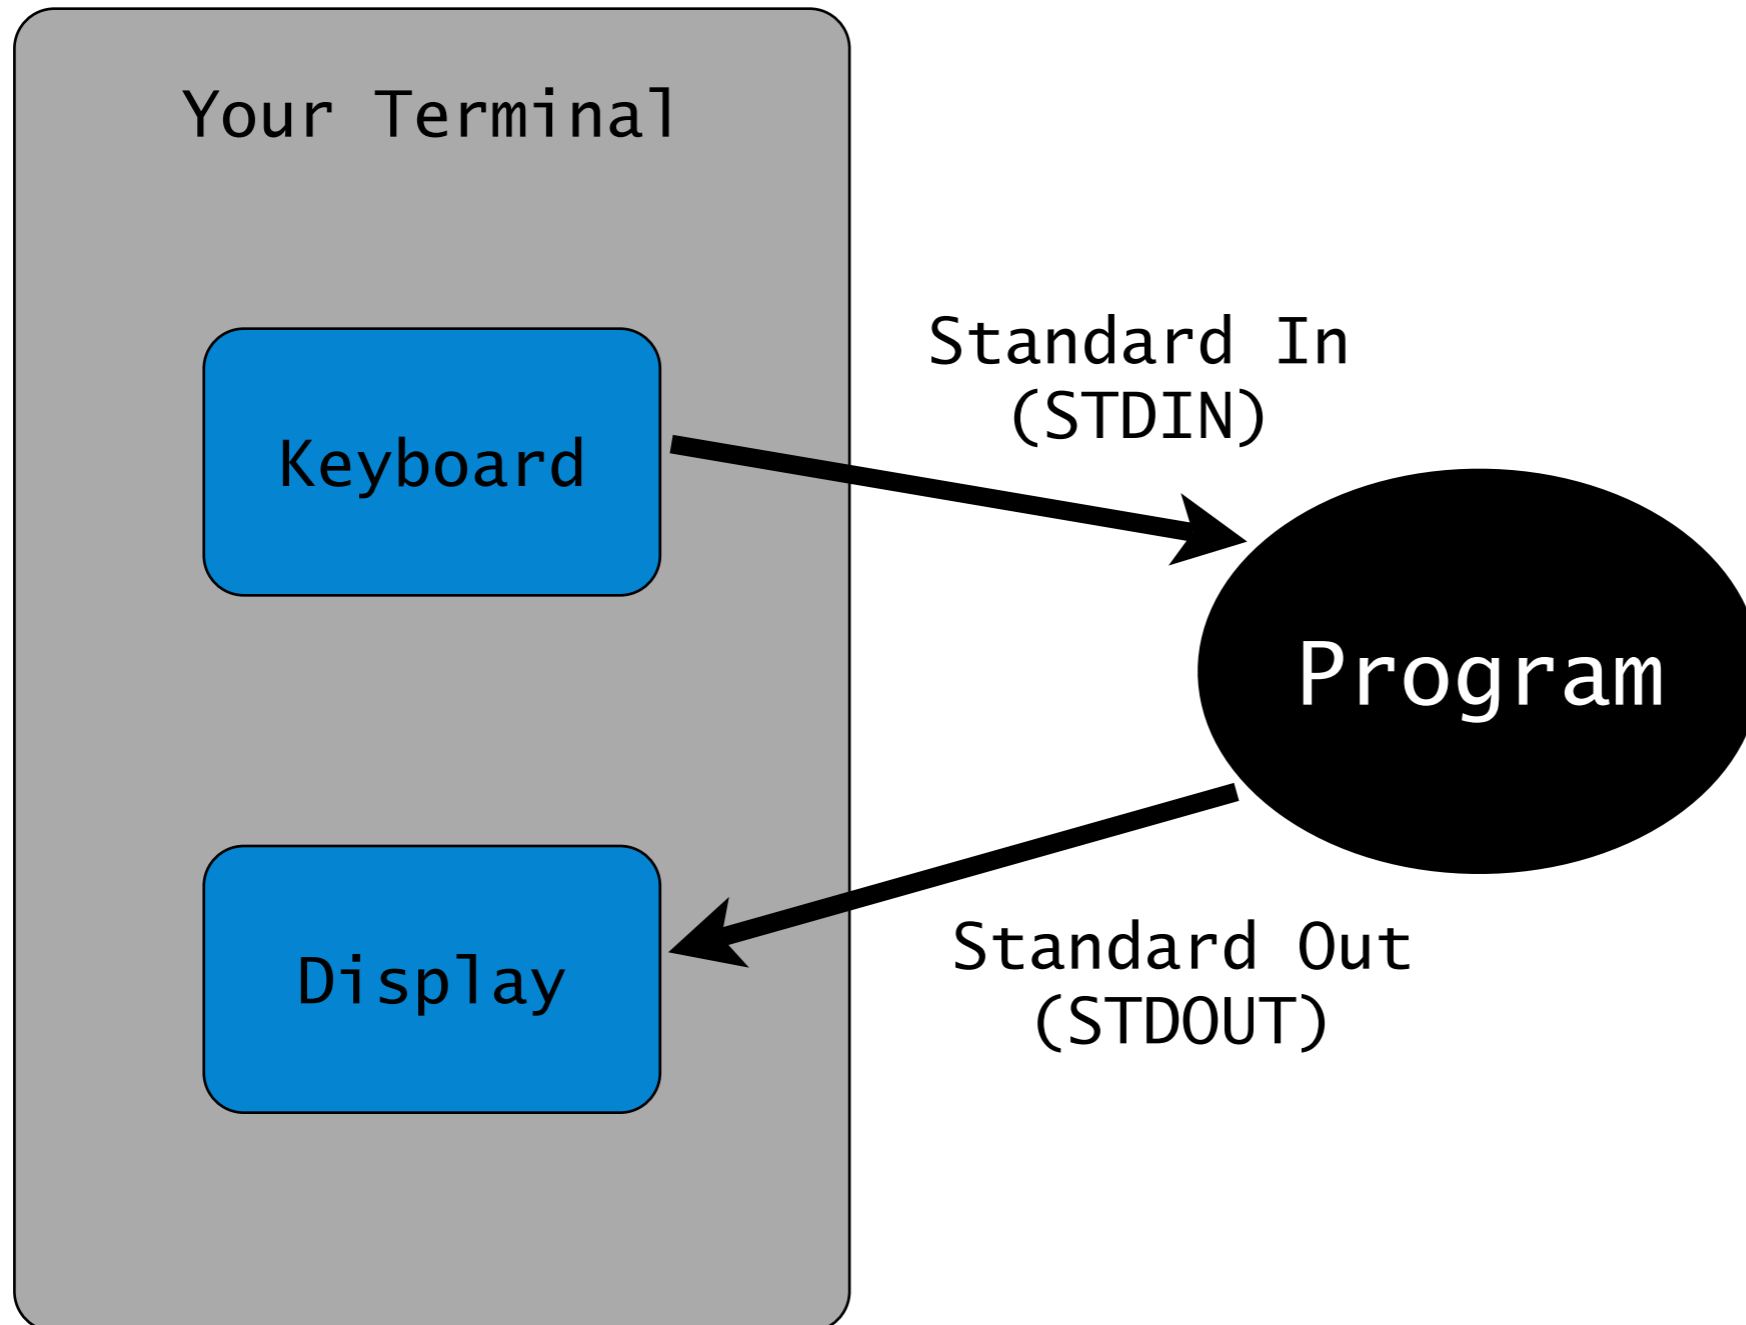 Your Terminal
Keyboard
Standard In
(STDIN)
Program
Display
Standard Out
(STDOUT)